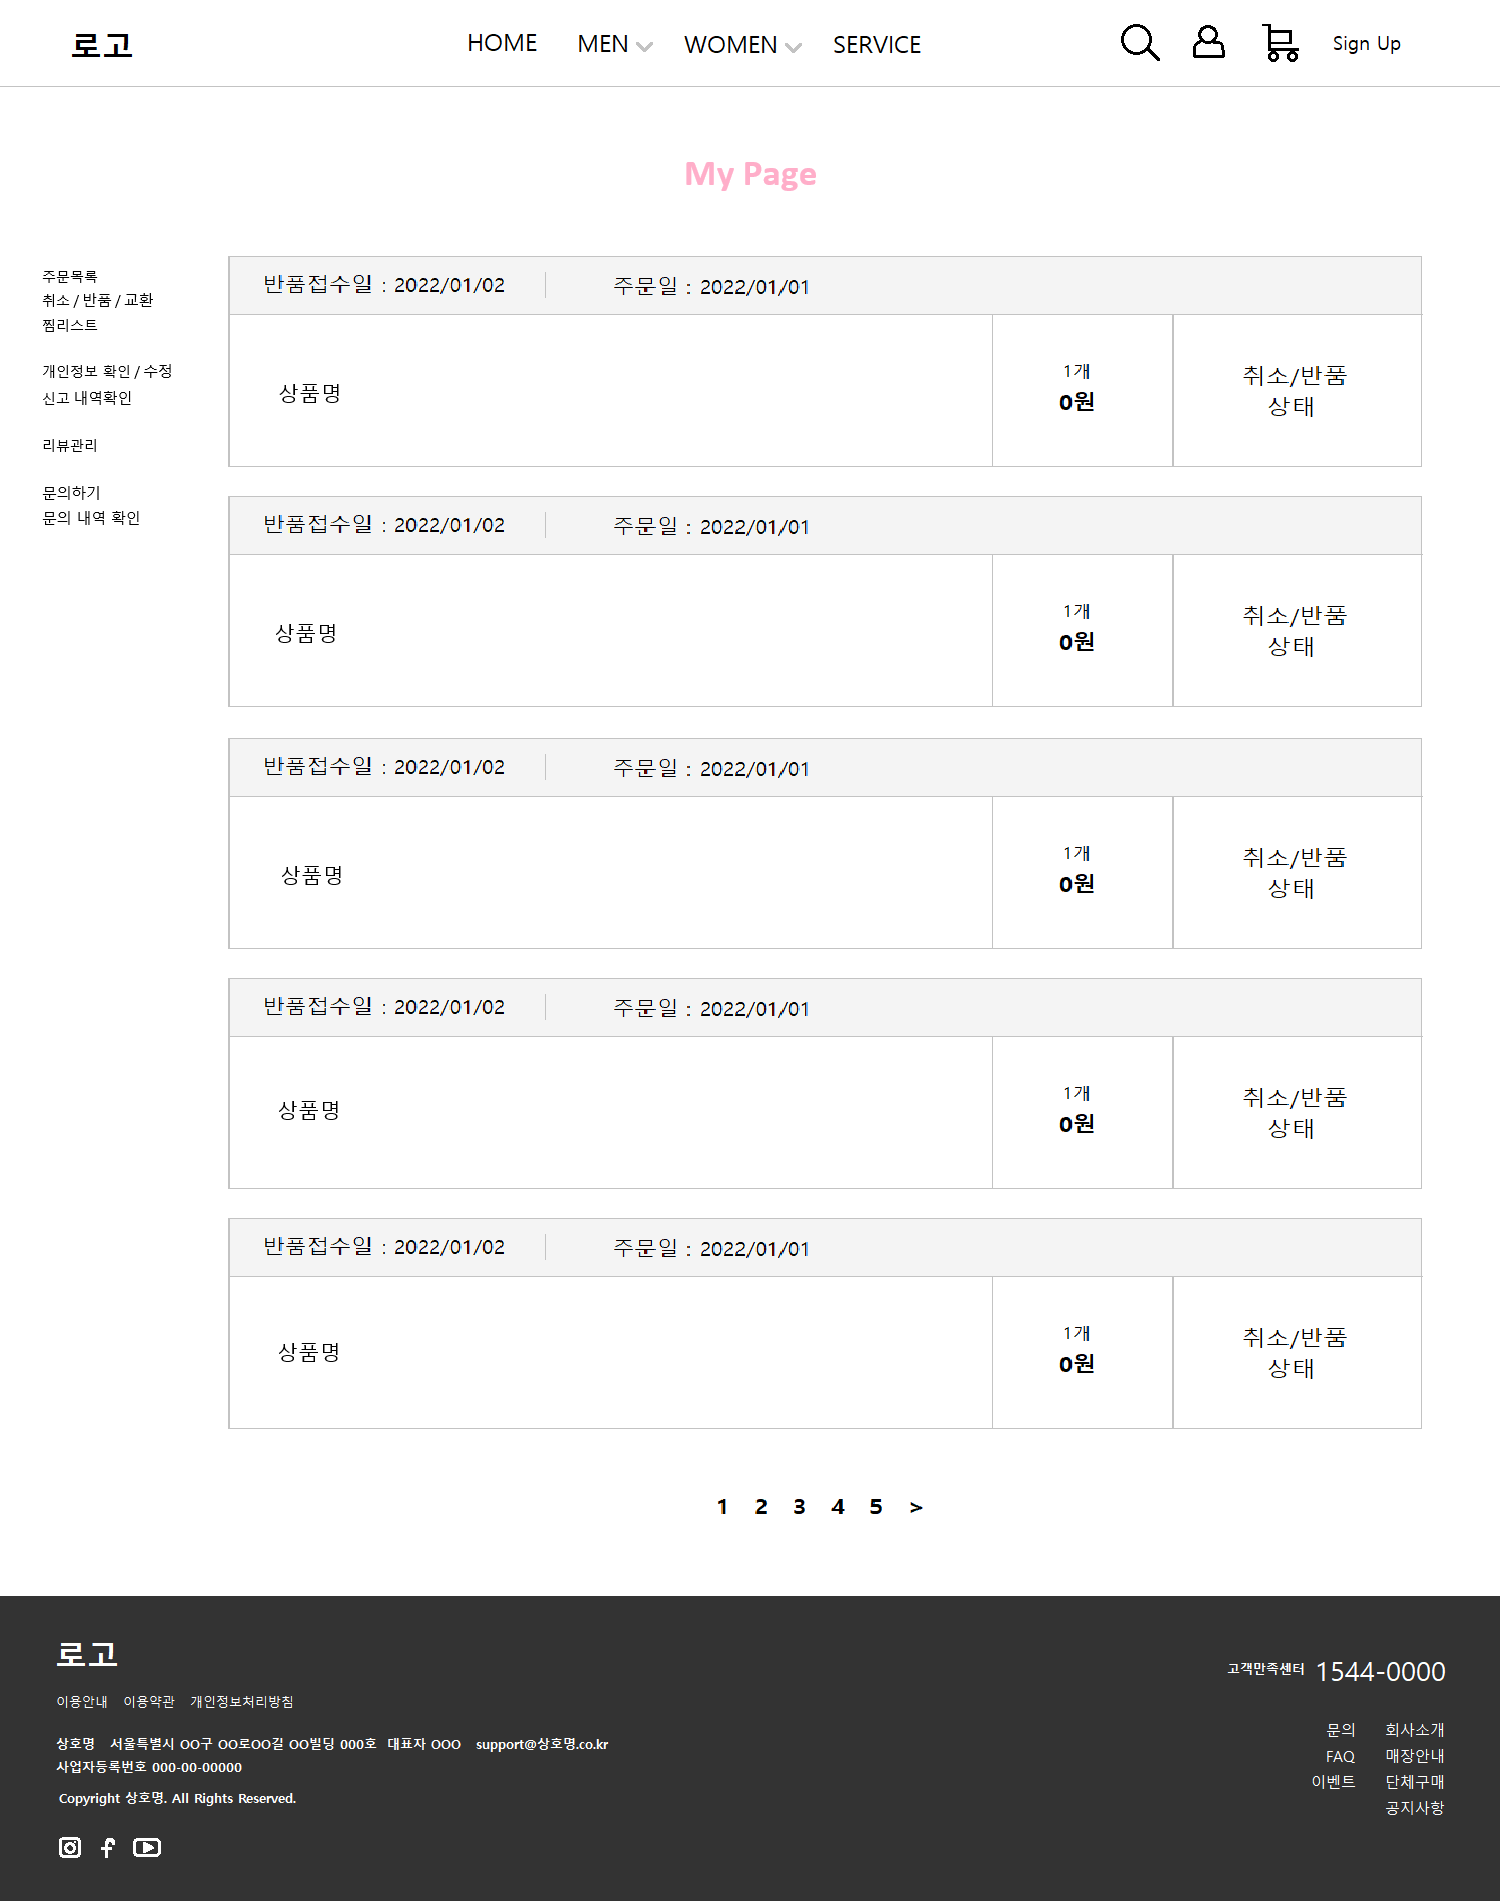 로고
HOME MEN WOMEN SERVICE
Sign Up
My Page
주문목록
취소 / 반품 / 교환
찜리스트
개인정보 확인 / 수정
신고 내역확인
리뷰관리
문의하기
문의 내역 확인
반품접수일 : 2022/01/02 주문일 : 2022/01/01
상품명
1개
0원
취소/반품
상태
반품접수일 : 2022/01/02 주문일 : 2022/01/01
상품명
1개
0원
취소/반품
상태
반품접수일 : 2022/01/02 주문일 : 2022/01/01
상품명
1개
0원
취소/반품
상태
반품접수일 : 2022/01/02 주문일 : 2022/01/01
상품명
1개
0원
취소/반품
상태
반품접수일 : 2022/01/02 주문일 : 2022/01/01
상품명
1개
0원
취소/반품
상태
1 2 3 4 5 >
로고
이용안내 이용약관 개인정보처리방침
상호명 서울특별시 OO구 OO로OO길 OO빌딩 000호 대표자 OOO support@상호명.co.kr
사업자등록번호 000-00-00000
Copyright 상호명. All Rights Reserved.
고객만족센터 1544-0000
문의 회사소개
FAQ 매장안내
이벤트 단체구매
공지사항